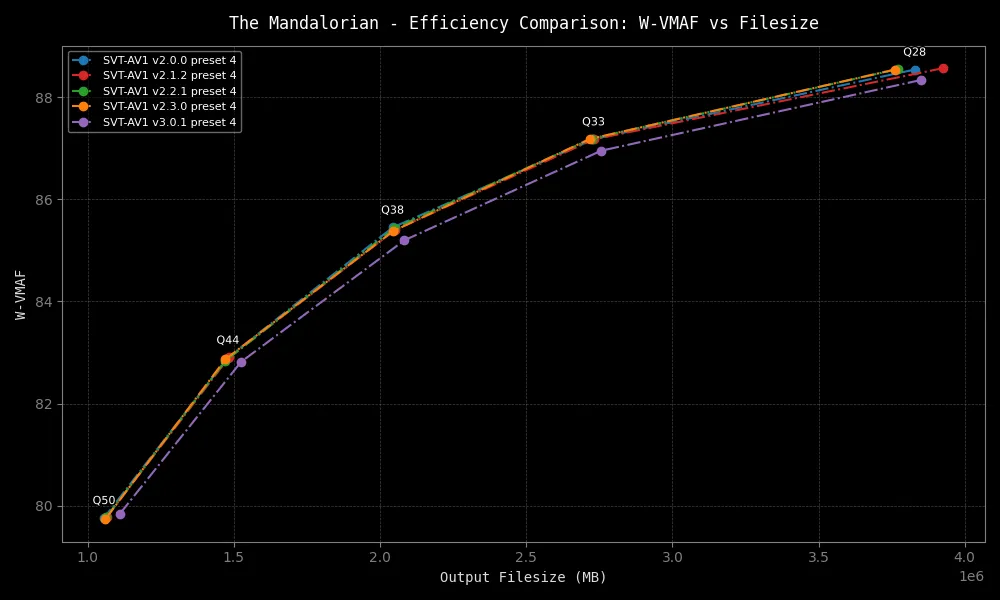 The Mandalorian - Efficiency Comparison: W-VMAF vs Filesize
SVT-AV1 v2.0.0 preset 4
SVT-AV1 v2.1.2 preset 4
SVT-AV1 v2.2.1 preset 4
SVT-AV1 v2.3.0 preset 4
SVT-AV1 v3.0.1 preset 4
Q28
Q33
Q38
Q44
Q50
W-VMAF
88
86
84
82
80
1.0 1.5 2.0 2.5 3.0 3.5 4.0
1e6
Output Filesize (MB)